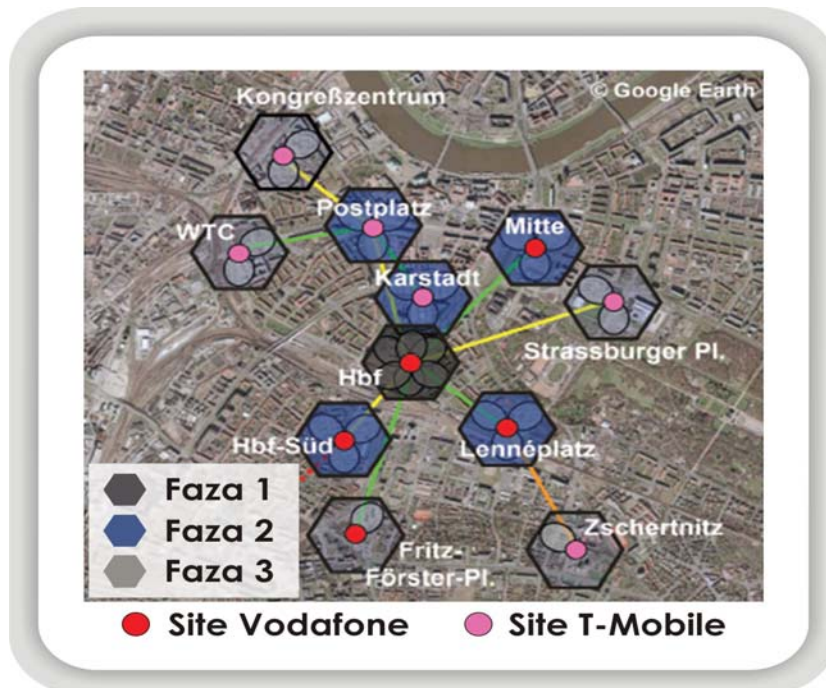 © Google Earth
Kongreßzentrum
Postplatz
WTC
Mitte
Karstadt
Strassburger Pl.
Hbf
Hbf-Süd
Lennéplatz
Zschertnitz
Fritz-
Förster-Pl.
Faza 1
Faza 2
Faza 3
Site Vodafone
Site T-Mobile